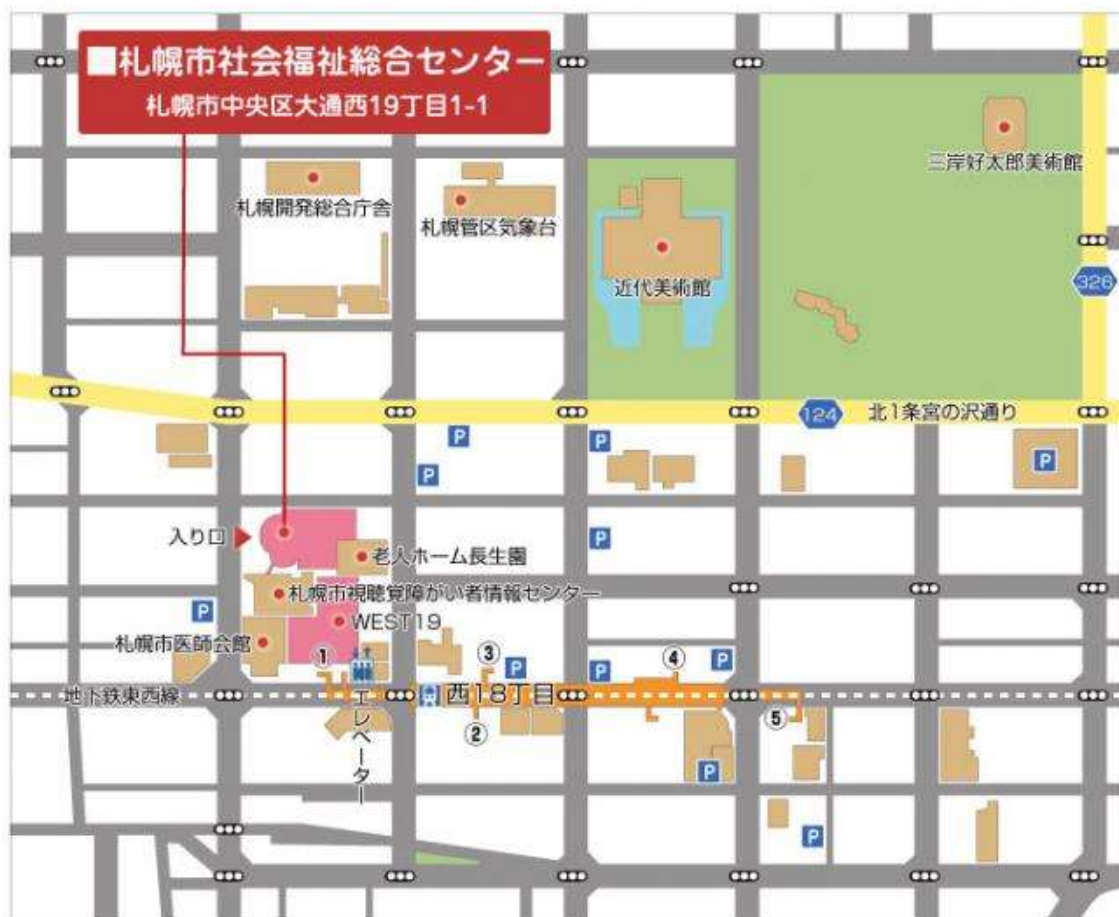 ■札幌市社会福祉総合センター
札幌市中央区大通西19丁目1-1
三岸好太郎美術館
札幌開発総合庁舎
札幌管区気象台
近代美術館
326
124
北1条宮の沢通り
P
P
P
P
入り口
P
老人ホーム長生園
札幌市視聴覚障がい者情報センター
P
WEST19
札幌市医師会館
1
3
P
P
4
P
地下鉄東西線
西18丁目
エレベーター
2
5
P
P